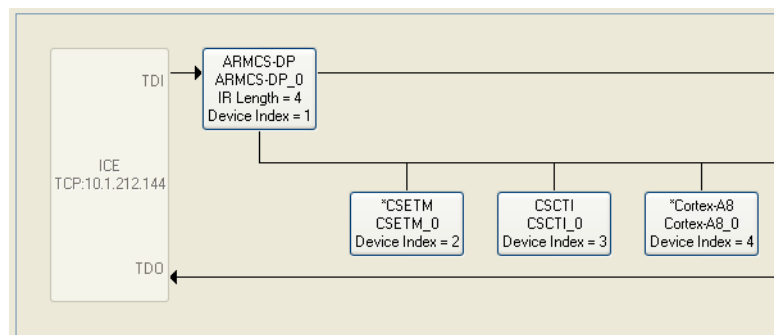 TDI
ICE
TCP:10.1.212.144
TDO
ARMCS-DP
ARMCS-DP_0
IR Length = 4
Device Index = 1
*CSETM
CSETM_0
Device Index = 2
CSCTI
CSCTI_0
Device Index = 3
*Cortex-A8
Cortex-A8_0
Device Index = 4